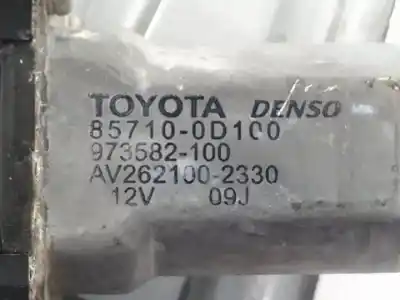 TOYOTA DENSO
85710-0D100
973582-100
AV262100-2330
12V 09J